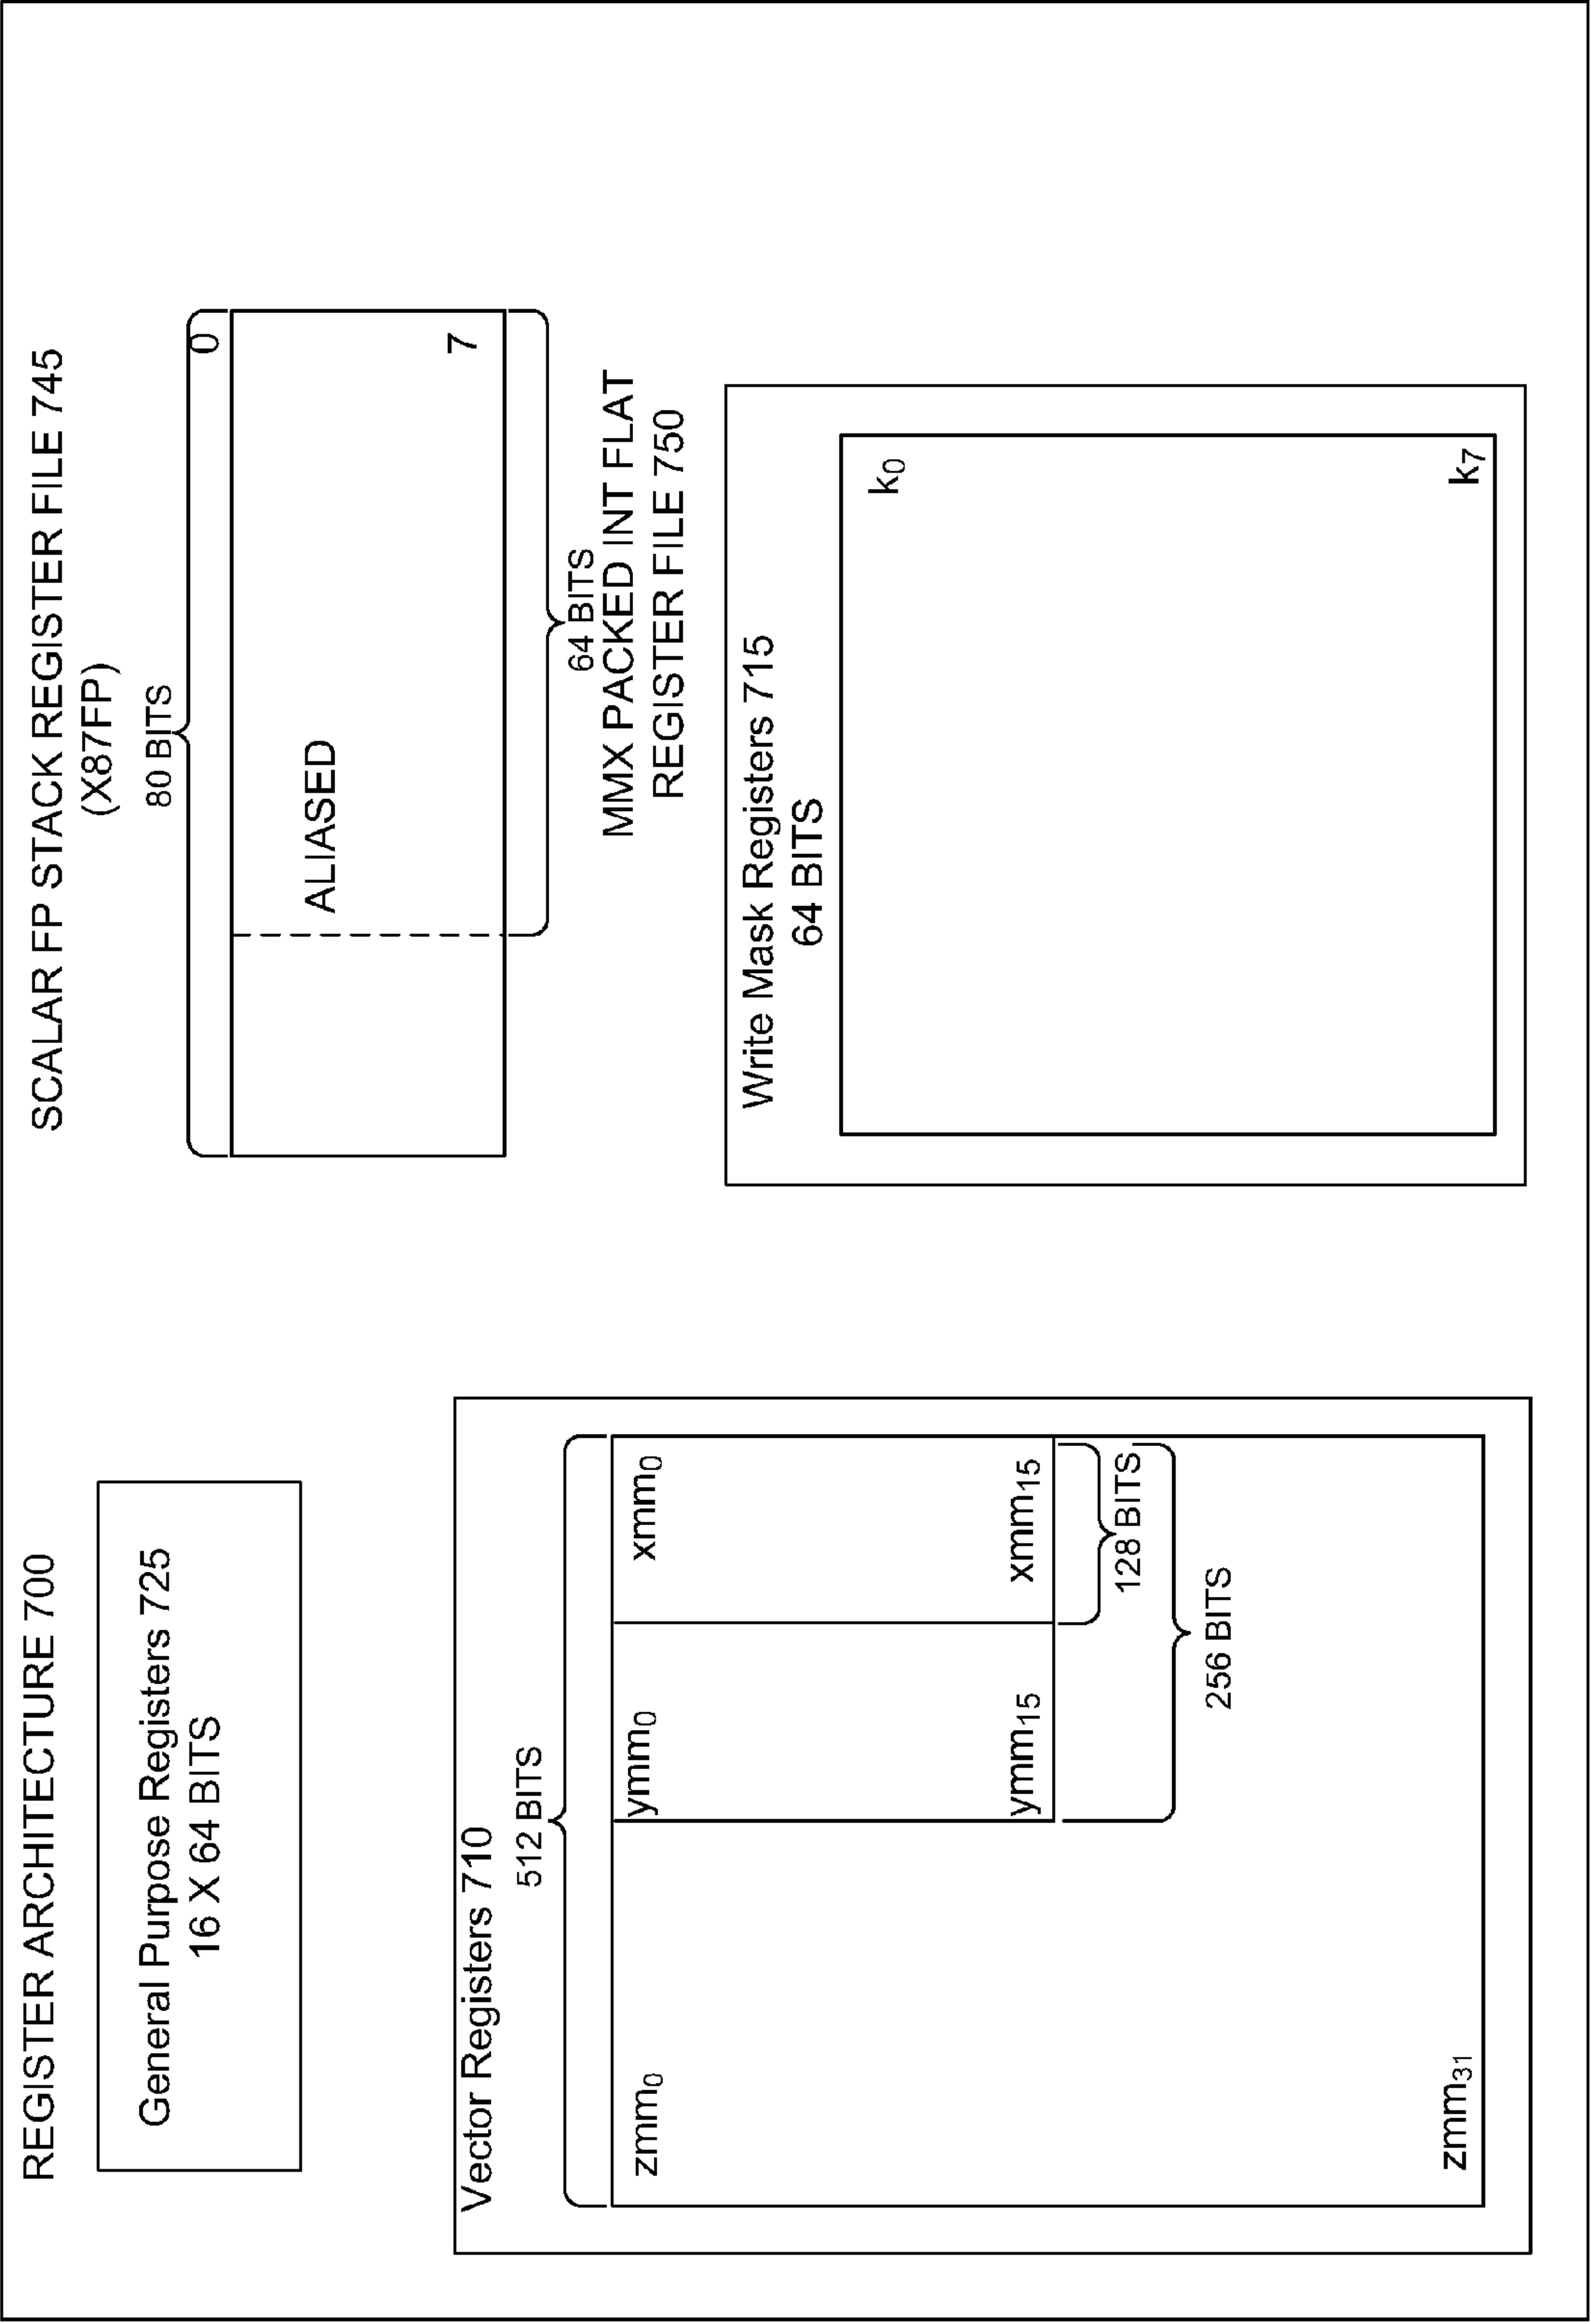 REGISTER ARCHITECTURE 700
General Purpose Registers 725
16 X 64 BITS
Vector Registers 710
512 BITS
zmm0
ymm0
xmm0
ymm15
xmm15
128 BITS
256 BITS
zmm31
SCALAR FP STACK REGISTER FILE 745
(X87FP)
80 BITS
0
ALIASED
7
64 BITS
MMX PACKED INT FLAT
REGISTER FILE 750
Write Mask Registers 715
64 BITS
k0
k7